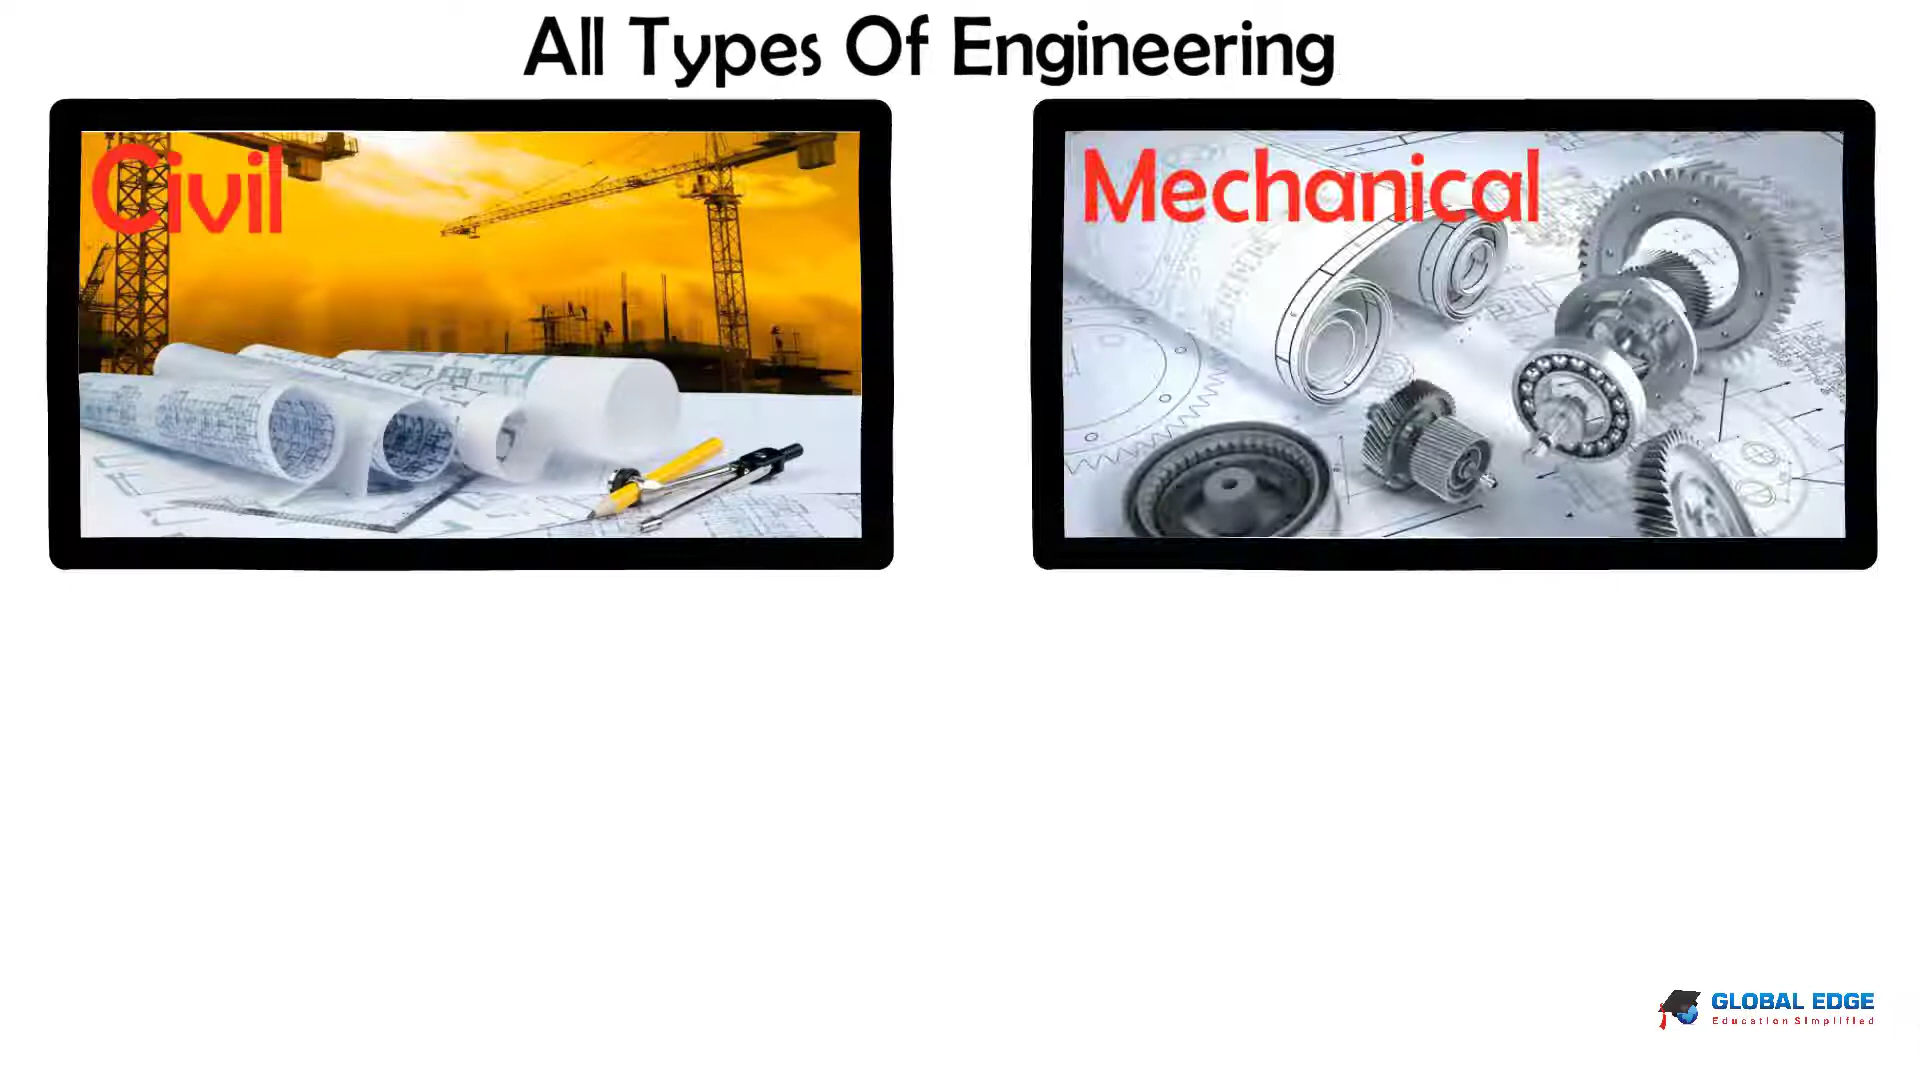 All Types Of Engineering
Civil
Mechanical
GLOBAL EDGE
Education Simplified